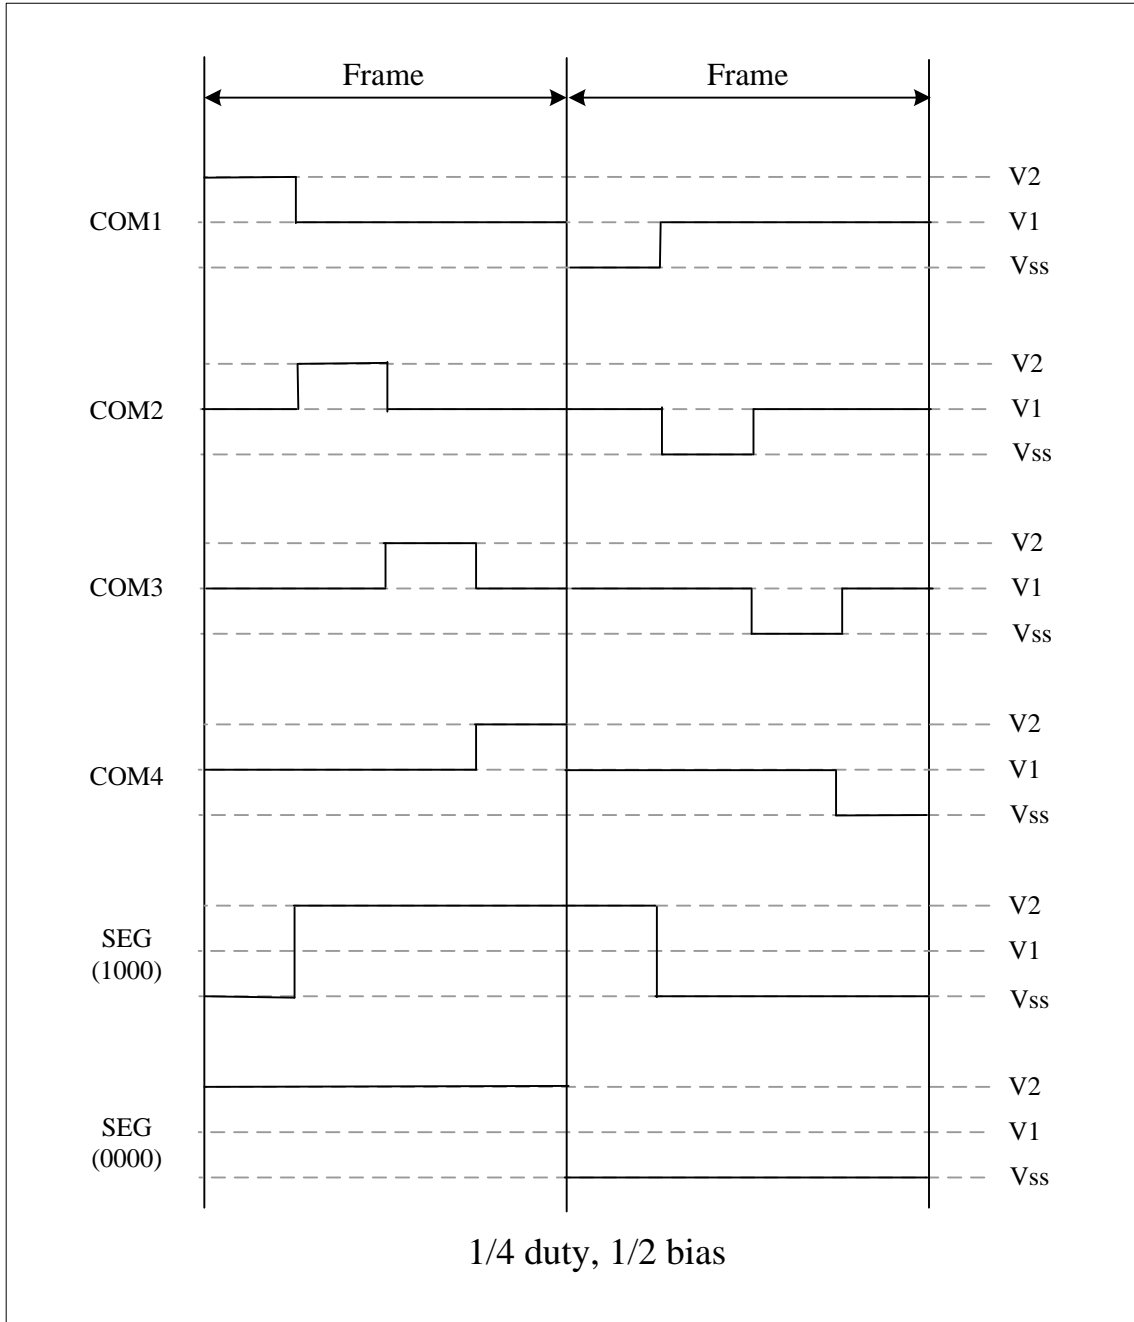 Frame Frame
V2
COM1 V1
Vss
V2
COM2 V1
Vss
V2
COM3 V1
Vss
V2
COM4 V1
Vss
V2
SEG V1
(1000)
Vss
V2
SEG V1
(0000)
Vss
1/4 duty, 1/2 bias